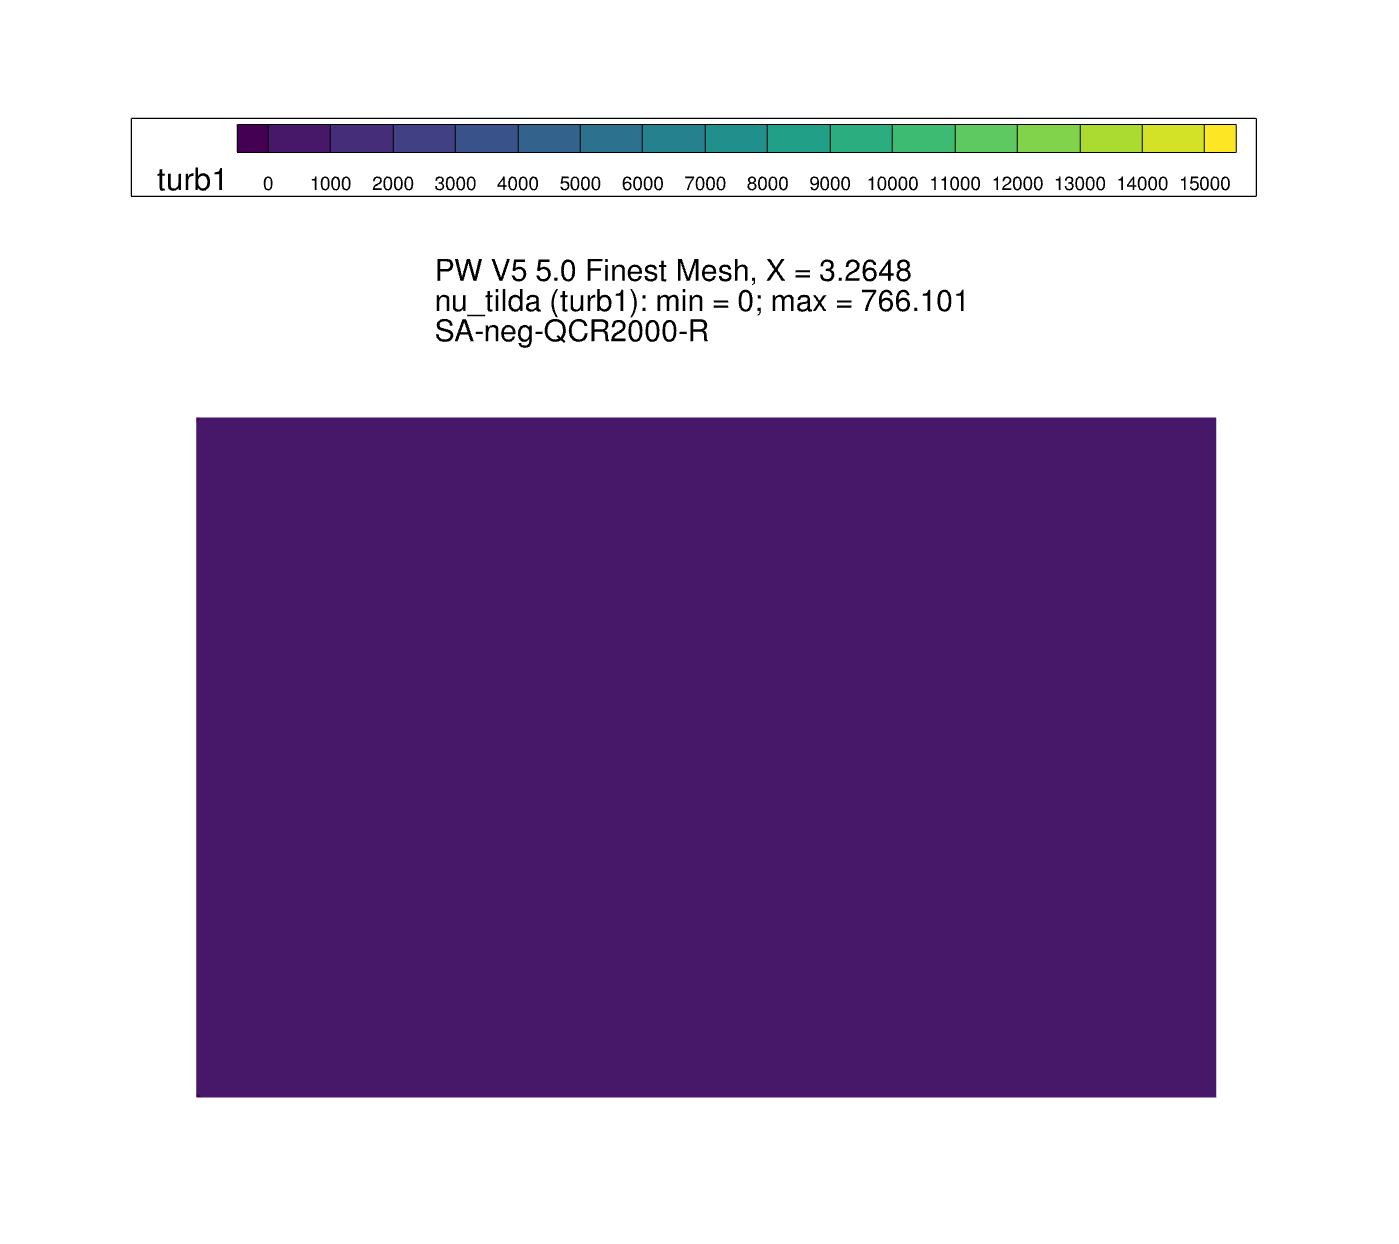 turb1 0 1000 2000 3000 4000 5000 6000 7000 8000 9000 10000 11000 12000 13000 14000 15000
PW V5 5.0 Finest Mesh, X = 3.2648
nu_tilda (turb1): min = 0; max = 766.101
SA-neg-QCR2000-R